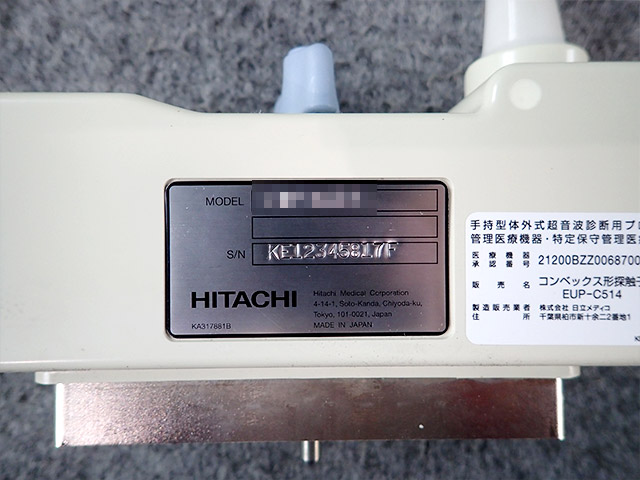 MODEL
S/N KE12345817F
HITACHI
Hitachi Medical Corporation
4-14-1, Soto-Kanda, Chiyoda-ku,
Tokyo, 101-0021, Japan
KA317881B
MADE IN JAPAN
手持型体外式超音波診断用プロ
管理医療機器・特定保守管理医
医療機器
承認番号 21200BZZ0068700
販売名 コンベックス形探触子
EUP-C514
製造販売業者 株式会社 日立メディコ
住所 千葉県柏市新十余二2番地1